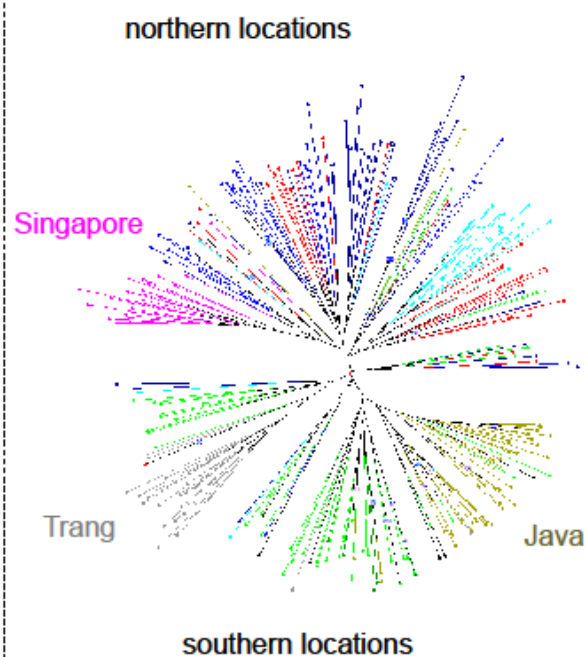 northern locations
Singapore
Trang
Java
southern locations